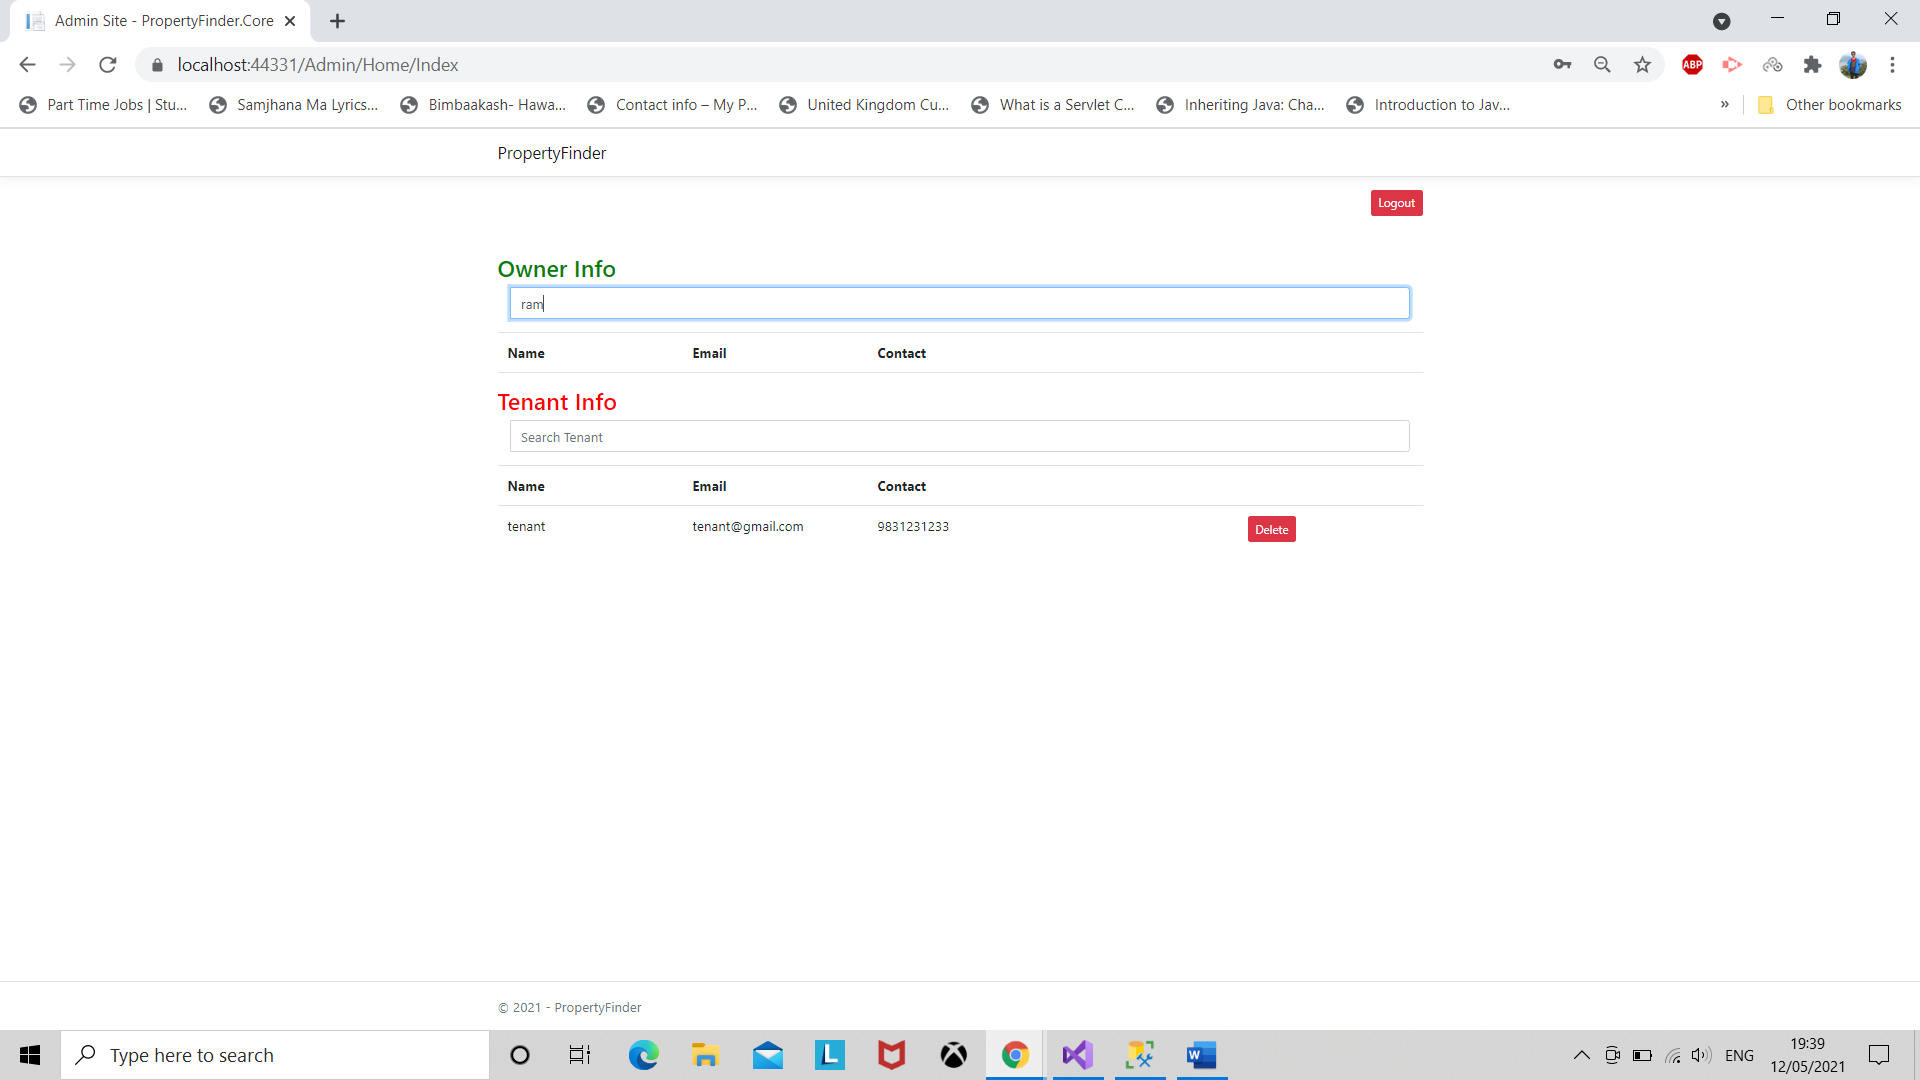 Admin Site - PropertyFinder.Core
localhost:44331/Admin/Home/Index
ABP
Part Time Jobs | Stu...
Samjhana Ma Lyrics...
Bimbaakash- Hawa...
Contact info – My P...
United Kingdom Cu...
What is a Servlet C...
Inheriting Java: Cha...
Introduction to Jav...
»
Other bookmarks
PropertyFinder
Logout
Owner Info
ram
Name Email Contact
Tenant Info
Search Tenant
Name Email Contact
tenant tenant@gmail.com 9831231233 Delete
© 2021 - PropertyFinder
Type here to search
L
W
ENG
19:39
12/05/2021